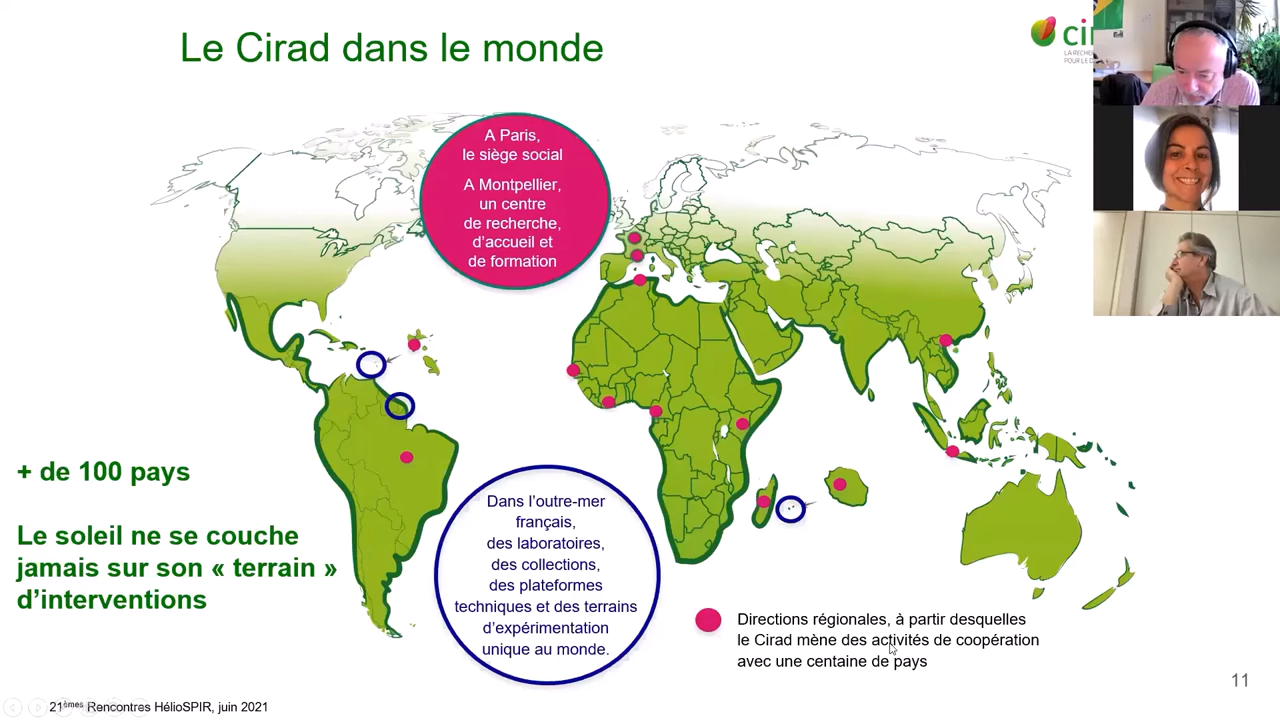 Le Cirad dans le monde
A Paris,
le siège social
A Montpellier,
un centre
de recherche,
d'accueil et
de formation
+ de 100 pays
Le soleil ne se couche
jamais sur son « terrain »
d'interventions
Dans l'outre-mer
français,
des laboratoires,
des collections,
des plateformes
techniques et des terrains
d'expérimentation
unique au monde.
Directions régionales, à partir desquelles
le Cirad mène des activités de coopération
avec une centaine de pays
11
21èmes Rencontres HélioSPIR, juin 2021